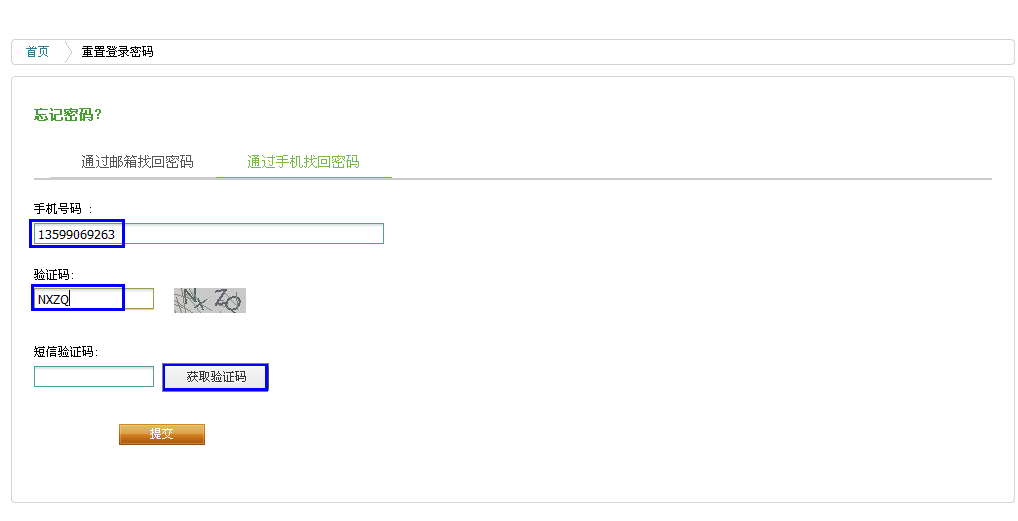 首页 重置登录密码
忘记密码?
通过邮箱找回密码 通过手机找回密码
手机号码 :
13599069263
验证码:
NXZQ NXZQ
短信验证码:
获取验证码
提交